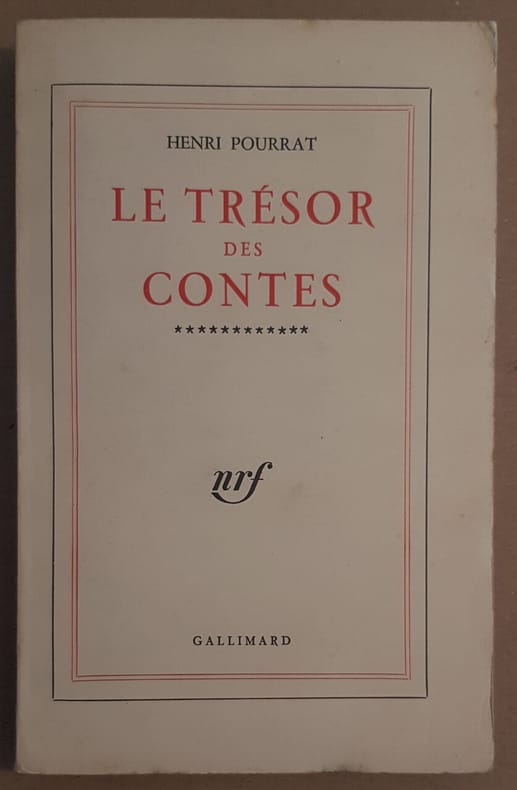 HENRI POURRAT
LE TRÉSOR
DES
CONTES
************
nrf
GALLIMARD